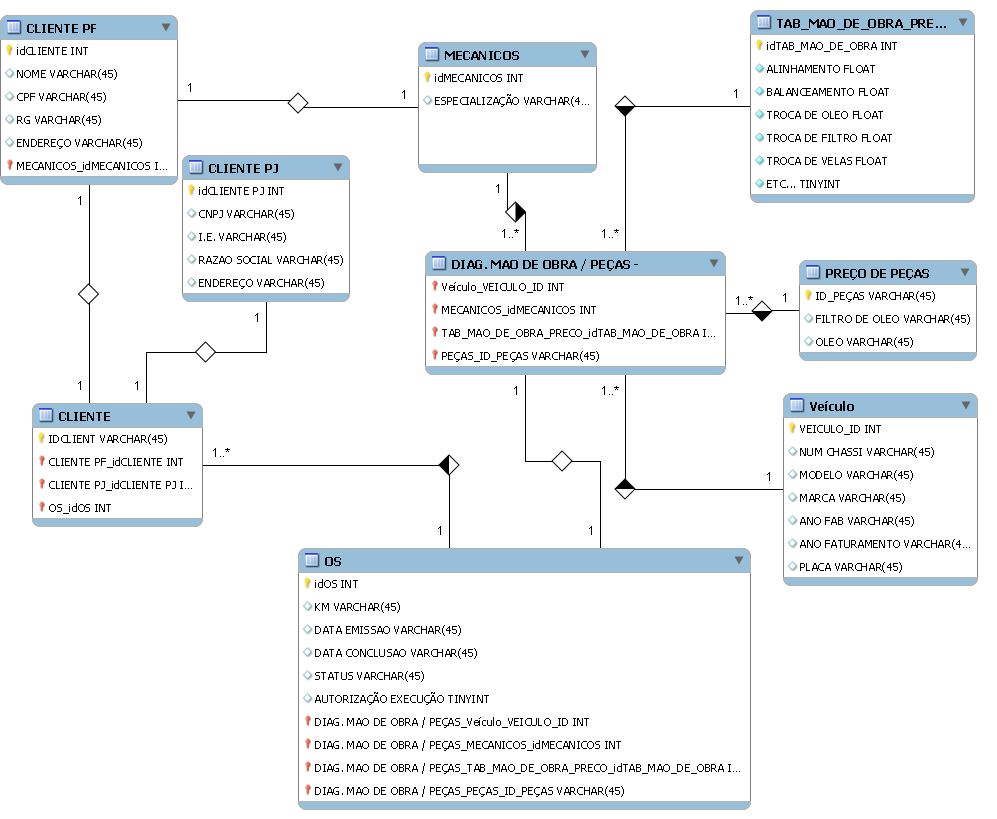 CLIENTE PF
idCLIENTE INT
NOME VARCHAR(45)
CPF VARCHAR(45)
RG VARCHAR(45)
ENDEREÇO VARCHAR(45)
MECANICOS_idMECANICOS I...
1
1
1
1
MECANICOS
idMECANICOS INT
ESPECIALIZAÇÃO VARCHAR(4...
1
1..*
TAB_MAO_DE_OBRA_PRE...
idTAB_MAO_DE_OBRA INT
ALINHAMENTO FLOAT
BALANCEAMENTO FLOAT
TROCA DE OLEO FLOAT
TROCA DE FILTRO FLOAT
TROCA DE VELAS FLOAT
ETC... TINYINT
1
1..*
CLIENTE PJ
idCLIENTE PJ INT
CNPJ VARCHAR(45)
I.E. VARCHAR(45)
RAZAO SOCIAL VARCHAR(45)
ENDEREÇO VARCHAR(45)
1
1
DIAG. MAO DE OBRA / PEÇAS -
Veículo_VEICULO_ID INT
MECANICOS_idMECANICOS INT
TAB_MAO_DE_OBRA_PRECO_idTAB_MAO_DE_OBRA I...
PEÇAS_ID_PEÇAS VARCHAR(45)
1..*
1
PREÇO DE PEÇAS
ID_PEÇAS VARCHAR(45)
FILTRO DE OLEO VARCHAR(45)
OLEO VARCHAR(45)
1
1..*
CLIENTE
IDCLIENT VARCHAR(45)
CLIENTE PF_idCLIENTE INT
CLIENTE PJ_idCLIENTE PJ I...
OS_idOS INT
1..*
1
1
1
Veículo
VEICULO_ID INT
NUM CHASSI VARCHAR(45)
MODELO VARCHAR(45)
MARCA VARCHAR(45)
ANO FAB VARCHAR(45)
ANO FATURAMENTO VARCHAR(4...
PLACA VARCHAR(45)
OS
idOS INT
KM VARCHAR(45)
DATA EMISSAO VARCHAR(45)
DATA CONCLUSAO VARCHAR(45)
STATUS VARCHAR(45)
AUTORIZAÇÃO EXECUÇÃO TINYINT
DIAG. MAO DE OBRA / PEÇAS_Veículo_VEICULO_ID INT
DIAG. MAO DE OBRA / PEÇAS_MECANICOS_idMECANICOS INT
DIAG. MAO DE OBRA / PEÇAS_TAB_MAO_DE_OBRA_PRECO_idTAB_MAO_DE_OBRA I...
DIAG. MAO DE OBRA / PEÇAS_PEÇAS_ID_PEÇAS VARCHAR(45)